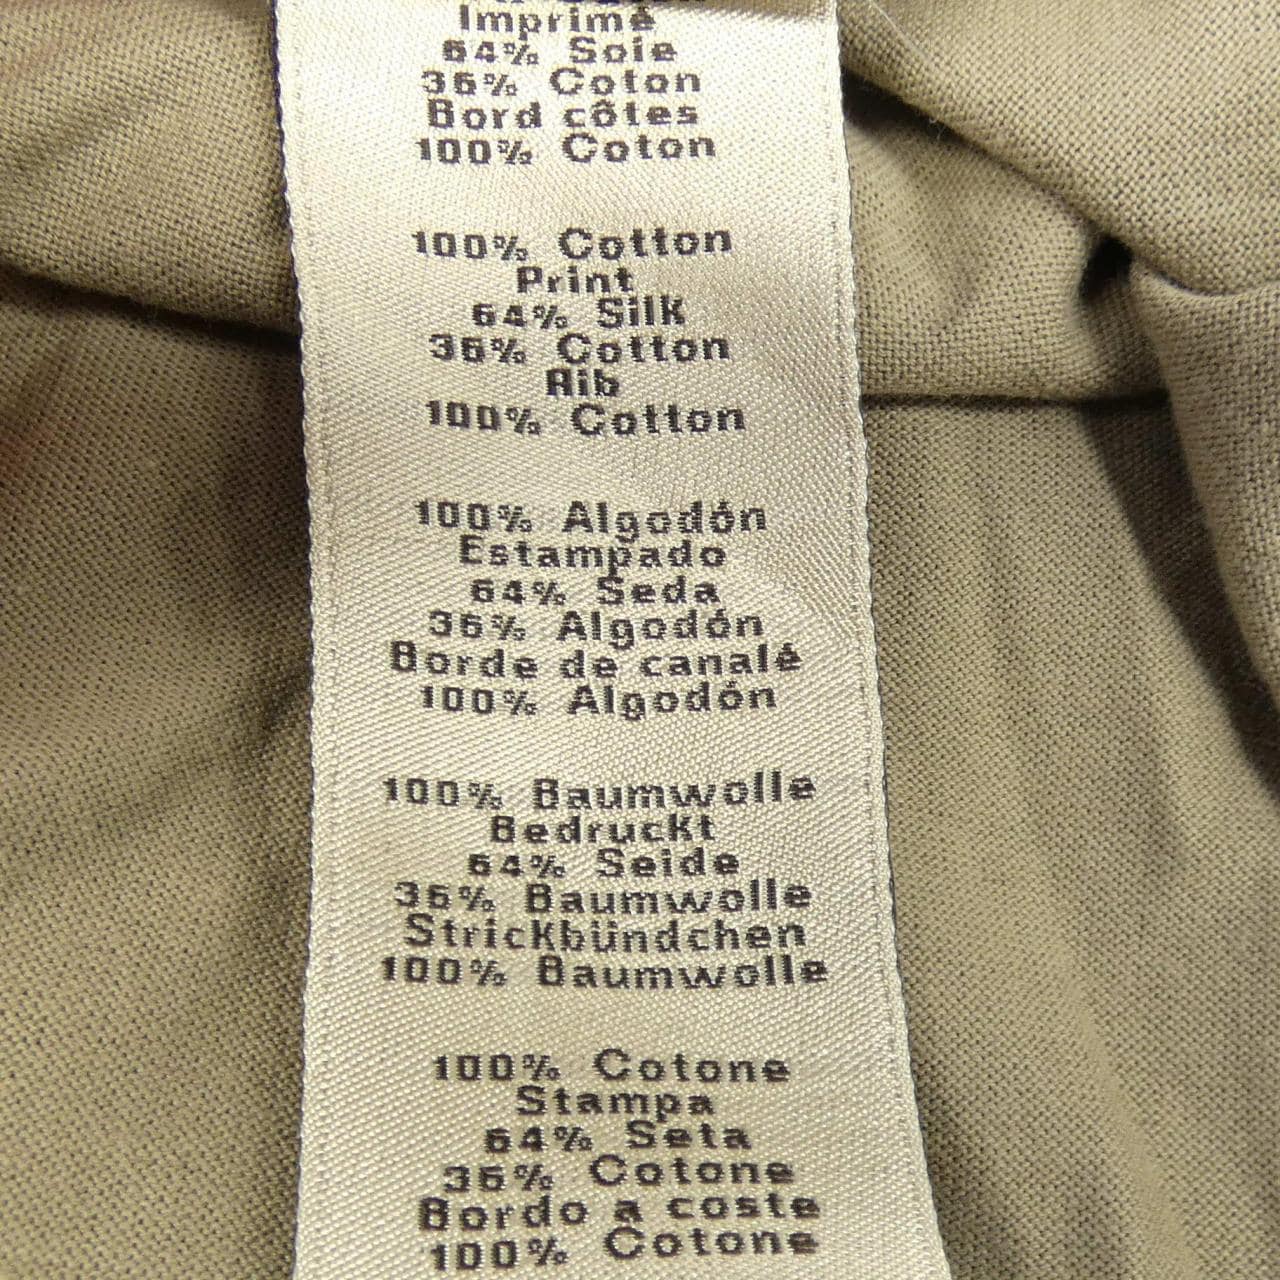 Imprimé
64% Soie
36% Coton
Bord côtes
100% Coton
100% Cotton
Print
64% Silk
36% Cotton
Rib
100% Cotton
100% Algodón
Estampado
64% Seda
36% Algodón
Borde de canalé
100% Algodón
100% Baumwolle
Bedruckt
64% Seide
36% Baumwolle
Strickbündchen
100% Baumwolle
100% Cotone
Stampa
64% Seta
36% Cotone
Bordo a coste
100% Cotone